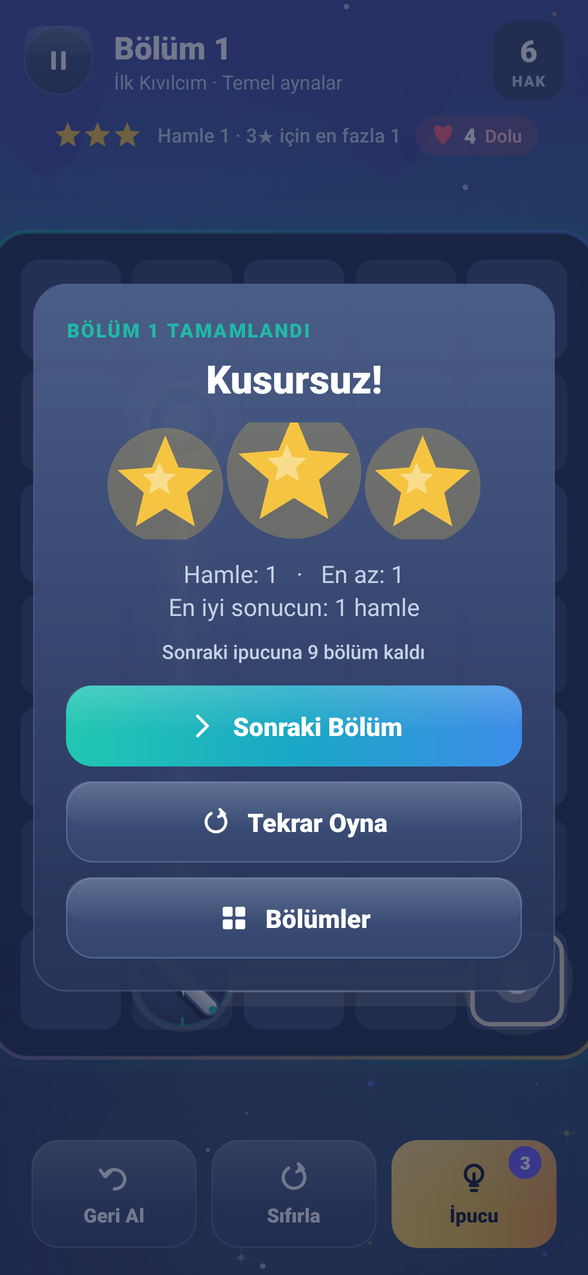 Bölüm 1
İlk Kıvılcım · Temel aynalar
6
HAK
Hamle 1 · 3★ için en fazla 1
4 Dolu
BÖLÜM 1 TAMAMLANDI
Kusursuz!
Hamle: 1 · En az: 1
En iyi sonucun: 1 hamle
Sonraki ipucuna 9 bölüm kaldı
Sonraki Bölüm
Tekrar Oyna
Bölümler
Geri Al
Sıfırla
3
İpucu